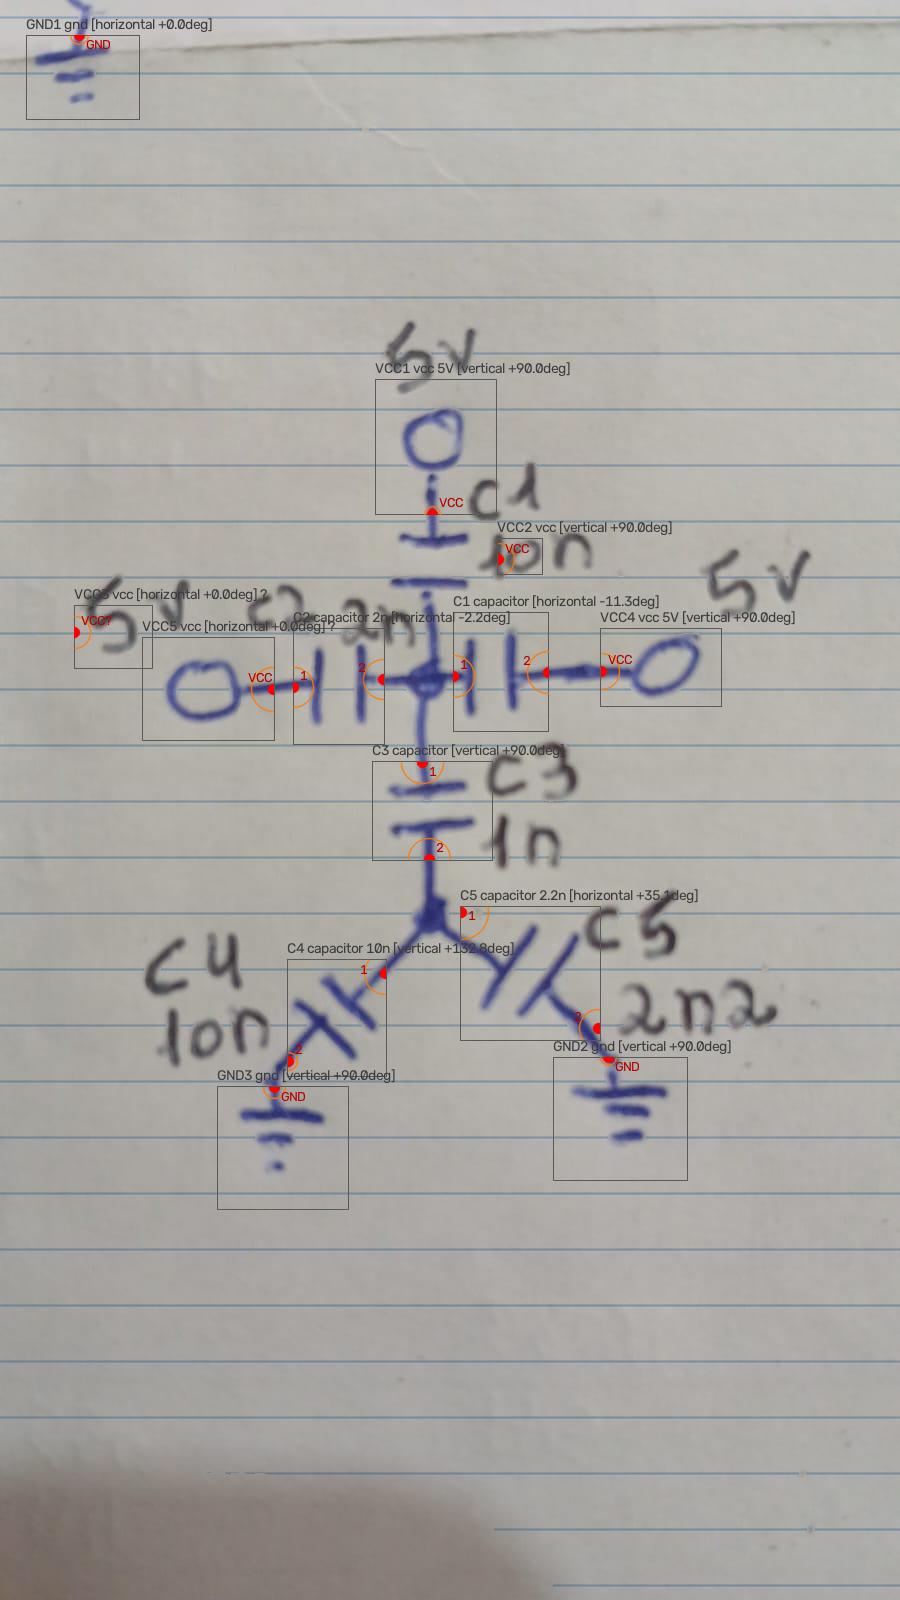 GND1 gnd [horizontal +0.0deg]
GND
5V
VCC1 vcc 5V [vertical +90.0deg]
VCC
C1
VCC2 vcc [vertical +90.0deg]
VCC
10n
5V
VCC3 vcc [horizontal +0.0deg] ?
VCC?
5V
C2
2n
C1 capacitor [horizontal -11.3deg]
C2 capacitor 2n [horizontal -2.2deg]
VCC4 vcc 5V [vertical +90.0deg]
VCC5 vcc [horizontal +0.0deg] ?
VCC
1
2
1
2
VCC
C3 capacitor [vertical +90.0deg]
1
C3
1n
2
C5 capacitor 2.2n [horizontal +35.1deg]
1
C5
C4 capacitor 10n [vertical +132.8deg]
C4
1
10n
2n2
2
2
GND2 gnd [vertical +90.0deg]
GND
GND3 gnd [vertical +90.0deg]
GND